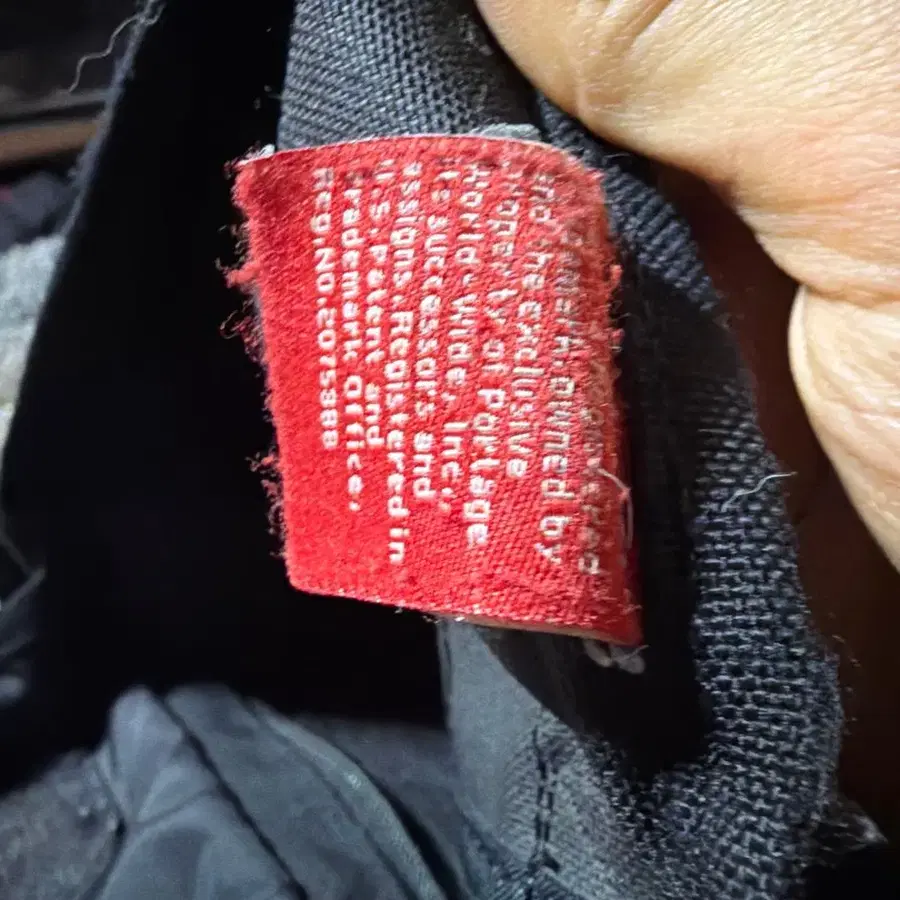 trademark owned by
and the exclusive
property of Portage
World-Wide, Inc.,
its successors and
assigns. Registered in
U.S. Patent and
Trademark Office,
Reg.NO.2075888